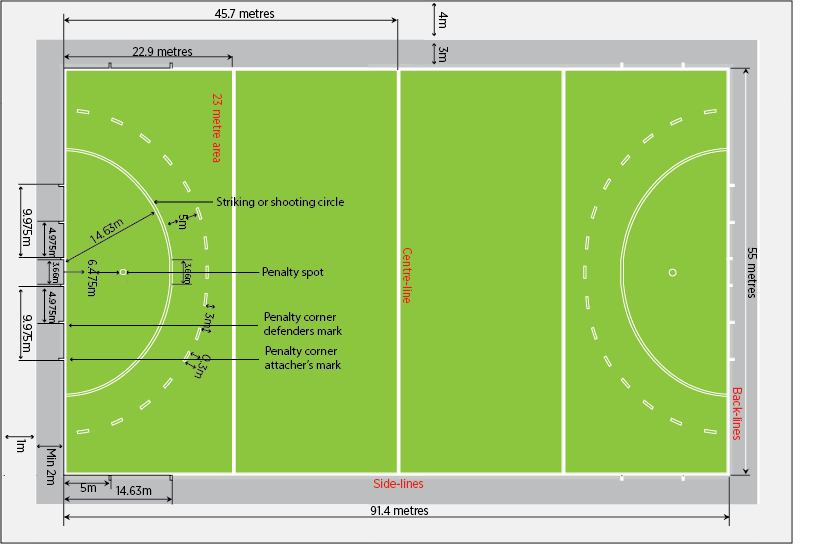 45.7 metres
4m
22.9 metres
3m
23 metre area
Striking or shooting circle
14.63m
5m
9.975m
4.975m
3.66m
6.475m
3.66m
Penalty spot
Centre-line
55 metres
4.975m
9.975m
3m
Penalty corner
defenders mark
0.3m
Penalty corner
attacher's mark
Back-lines
1m
Min 2m
5m
14.63m
Side-lines
91.4 metres